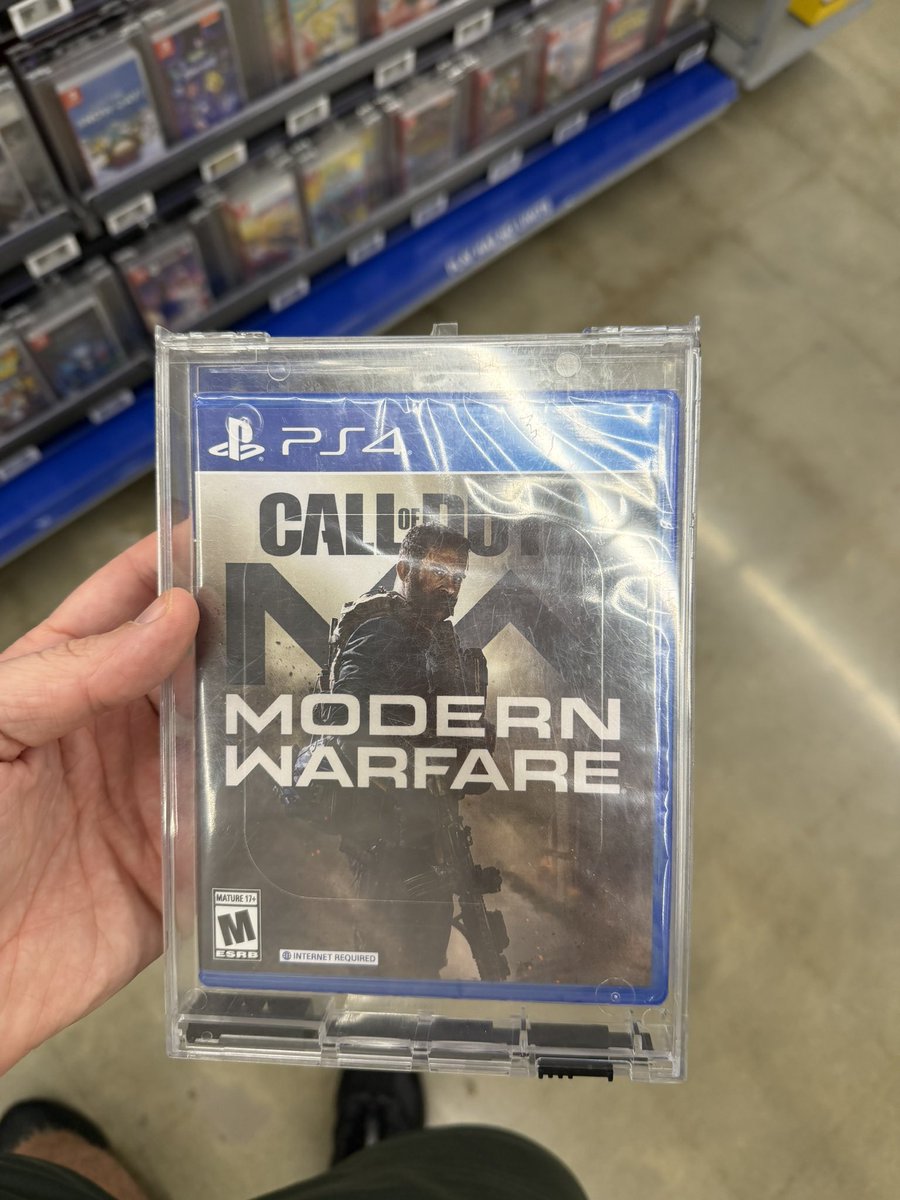 PS4
CALL OF DUTY
MODERN
WARFARE
MATURE 17+
M
ESRB
INTERNET REQUIRED